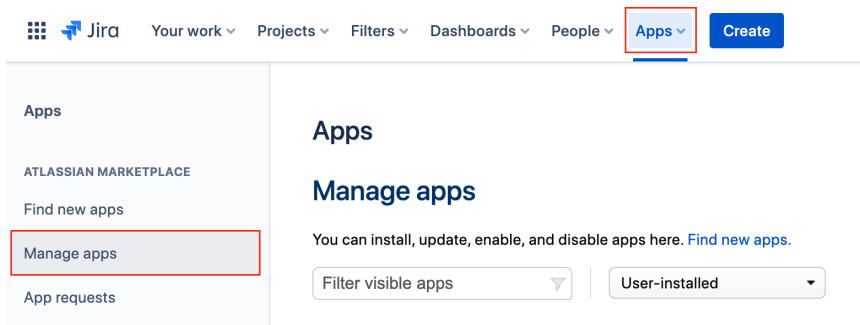 Jira Your work Projects Filters Dashboards People Apps Create
Apps
ATLASSIAN MARKETPLACE
Find new apps
Manage apps
App requests
Apps
Manage apps
You can install, update, enable, and disable apps here. Find new apps.
Filter visible apps User-installed